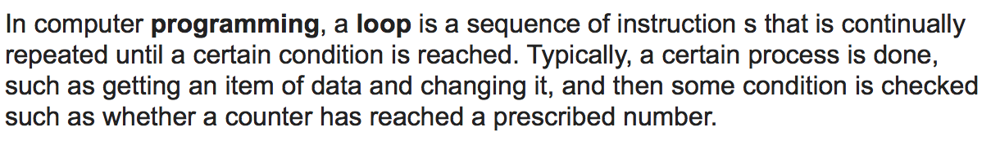 In computer programming, a loop is a sequence of instruction s that is continually
repeated until a certain condition is reached. Typically, a certain process is done,
such as getting an item of data and changing it, and then some condition is checked
such as whether a counter has reached a prescribed number.